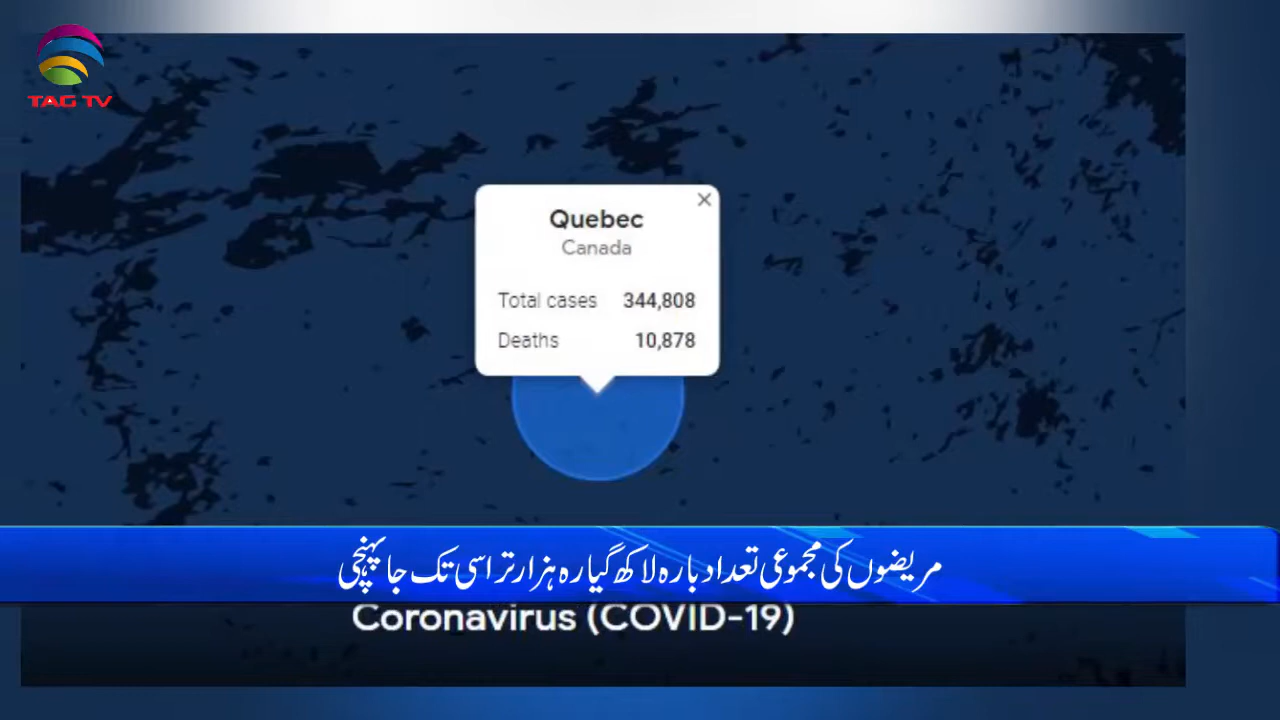 TAG TV
Quebec
Canada
Total cases 344,808
Deaths 10,878
مریضوں کی مجموعی تعداد بارہ لاکھ گیارہ ہزار تراسی تک جا پہنچی
Coronavirus (COVID-19)